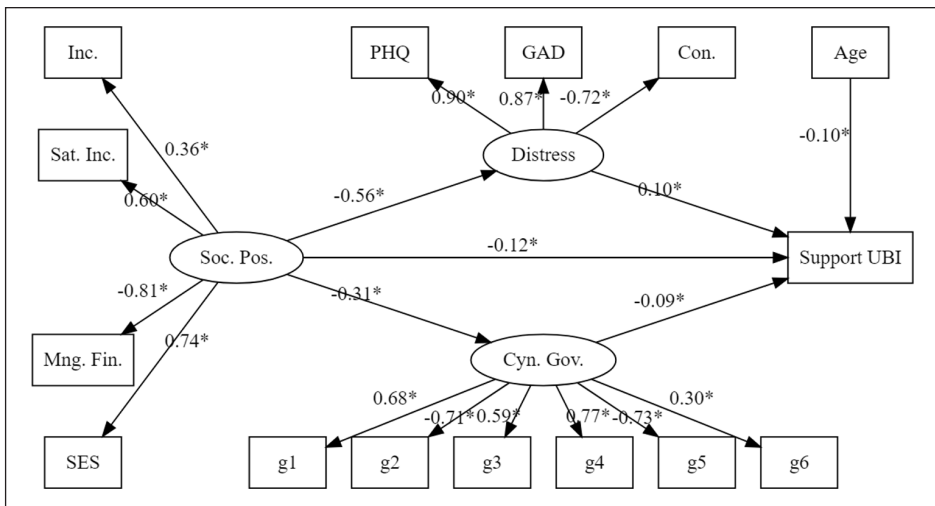 Inc.
PHQ
GAD
Con.
Age
0.90*
0.87*
-0.72*
-0.10*
0.36*
Sat. Inc.
Distress
0.60*
-0.56*
0.10*
Soc. Pos.
-0.12*
Support UBI
-0.81*
-0.31*
-0.09*
0.74*
Mng. Fin.
Cyn. Gov.
0.68*
-0.71*
0.59*
0.77*
-0.73*
0.30*
SES
g1
g2
g3
g4
g5
g6